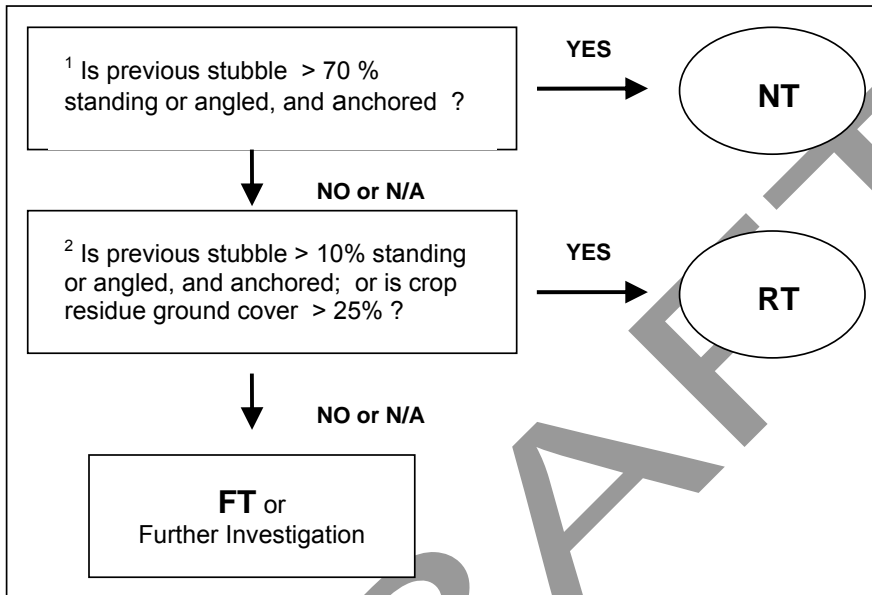 ¹ Is previous stubble > 70 %
standing or angled, and anchored ?
YES
NT
NO or N/A
² Is previous stubble > 10% standing
or angled, and anchored; or is crop
residue ground cover > 25% ?
YES
RT
NO or N/A
FT or
Further Investigation
RAFT